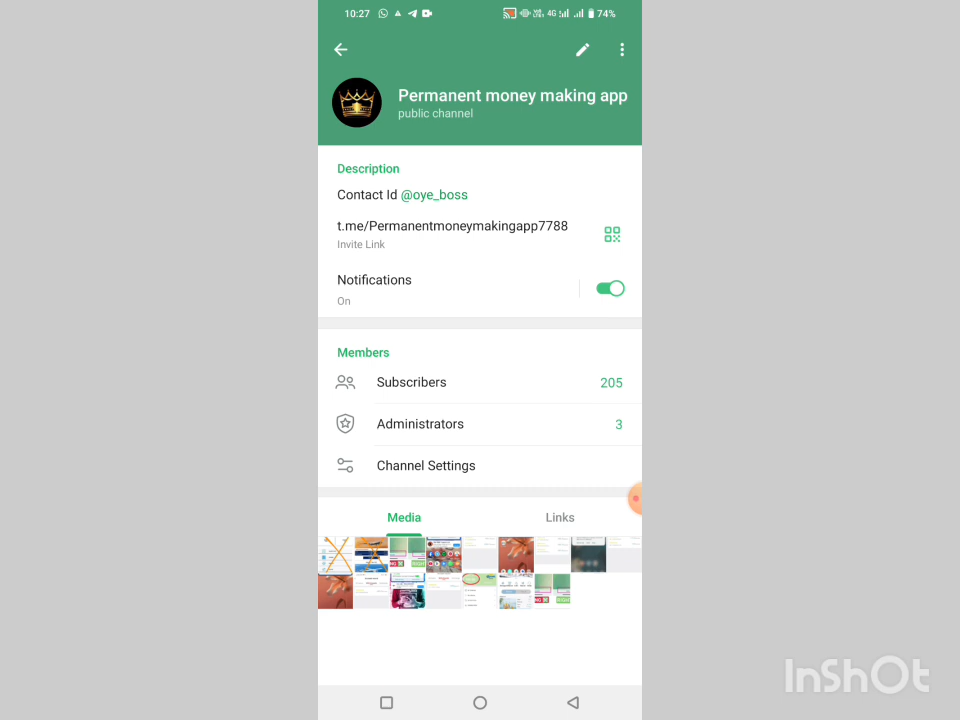 10:27
4G
74%
Permanent money making app
public channel
Description
Contact Id @oye_boss
t.me/Permanentmoneymakingapp7788
Invite Link
Notifications
On
Members
Subscribers
205
Administrators
3
Channel Settings
Media
Links
InShOt